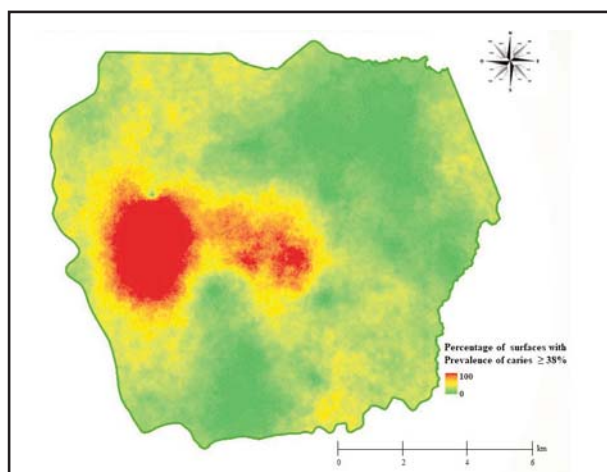 Percentage of surfaces with
Prevalence of caries ≥ 38%
100
0
km
0 2 4 6